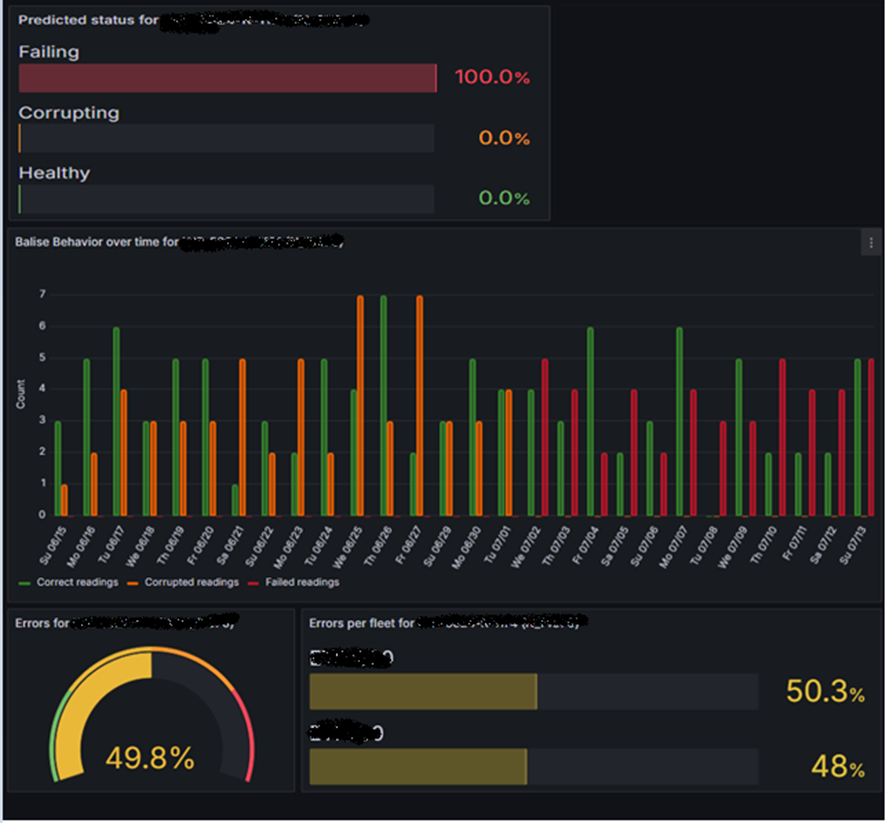 Predicted status for
Failing
100.0%
Corrupting
0.0%
Healthy
0.0%
Balise Behavior over time for
7
6
5
4
3
2
1
0
Count
Su 06/15
Mo 06/16
Tu 06/17
We 06/18
Th 06/19
Fr 06/20
Sa 06/21
Su 06/22
Mo 06/23
Tu 06/24
We 06/25
Th 06/26
Fri 06/27
Su 06/29
Mo 06/30
Tu 07/01
We 07/02
Th 07/03
Fr 07/04
Sa 07/05
Su 07/06
Mo 07/07
Tu 07/08
We 07/09
Th 07/10
Fr 07/11
Sa 07/12
Su 07/13
Correct readings Corrupted readings Failed readings
Errors for
49.8%
Errors per fleet for
50.3%
48%